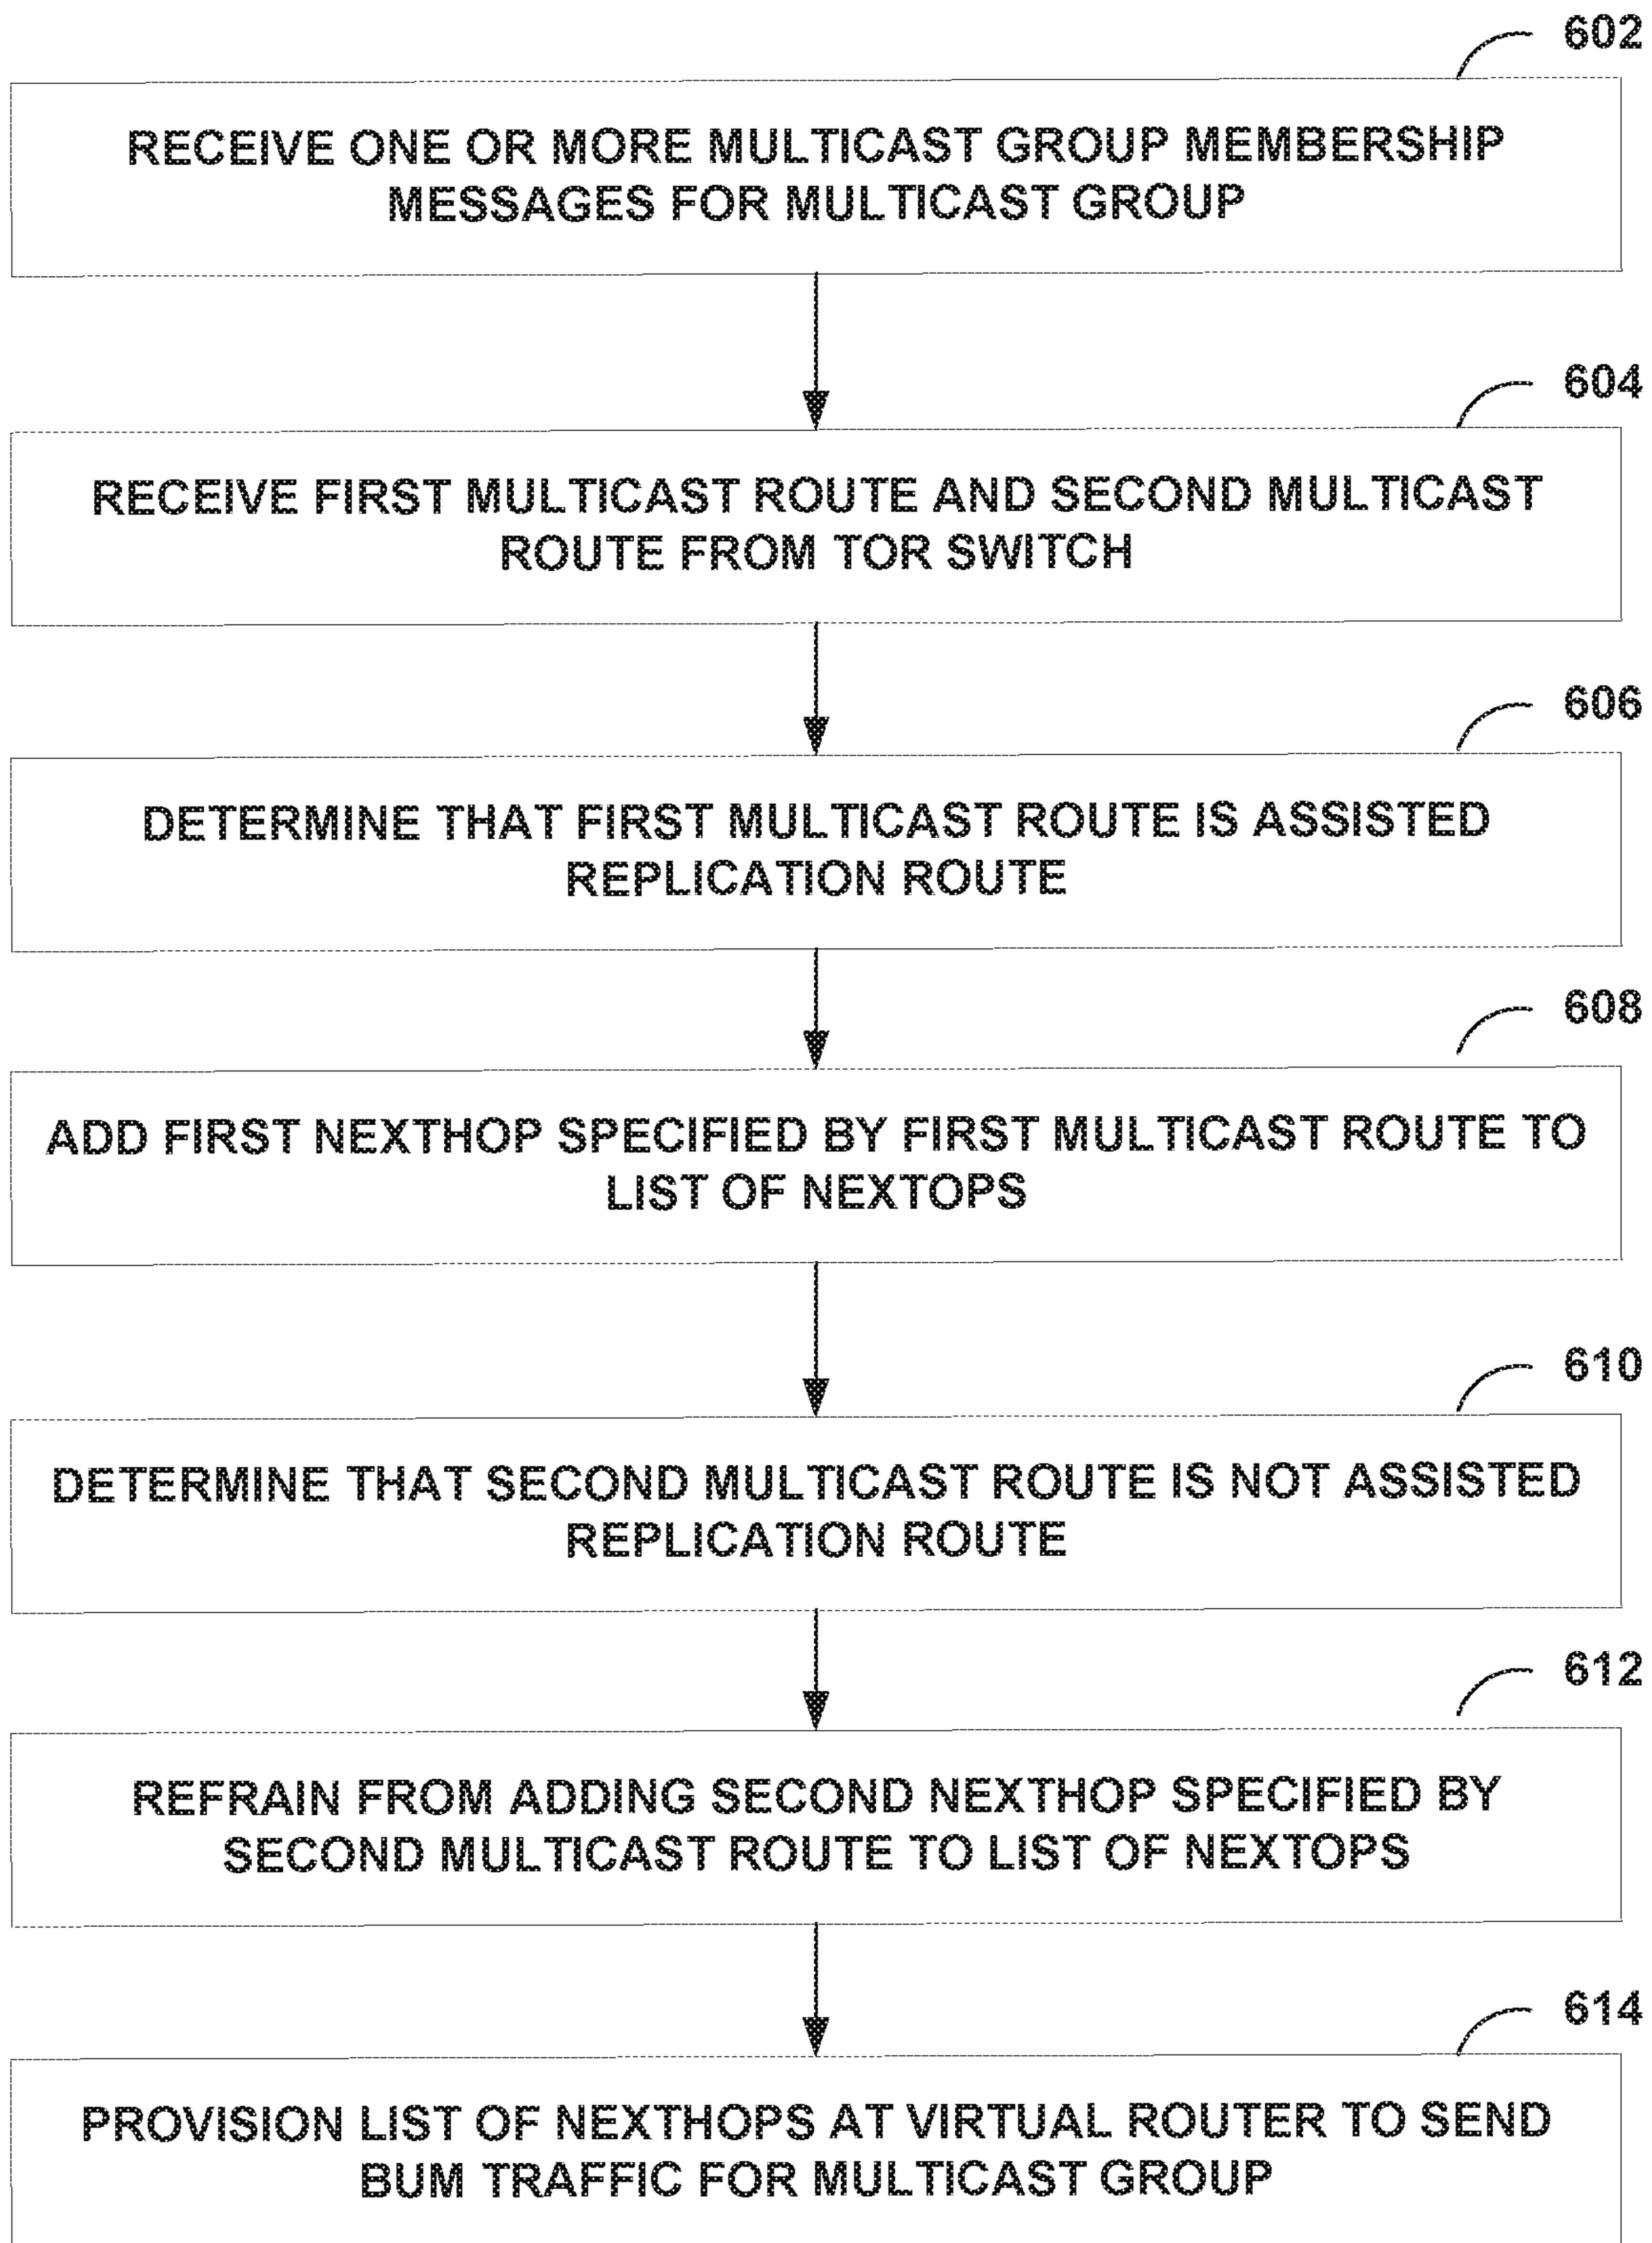 602
RECEIVE ONE OR MORE MULTICAST GROUP MEMBERSHIP
MESSAGES FOR MULTICAST GROUP
604
RECEIVE FIRST MULTICAST ROUTE AND SECOND MULTICAST
ROUTE FROM TOR SWITCH
606
DETERMINE THAT FIRST MULTICAST ROUTE IS ASSISTED
REPLICATION ROUTE
608
ADD FIRST NEXTHOP SPECIFIED BY FIRST MULTICAST ROUTE TO
LIST OF NEXTOPS
610
DETERMINE THAT SECOND MULTICAST ROUTE IS NOT ASSISTED
REPLICATION ROUTE
612
REFRAIN FROM ADDING SECOND NEXTHOP SPECIFIED BY
SECOND MULTICAST ROUTE TO LIST OF NEXTOPS
614
PROVISION LIST OF NEXTHOPS AT VIRTUAL ROUTER TO SEND
BUM TRAFFIC FOR MULTICAST GROUP